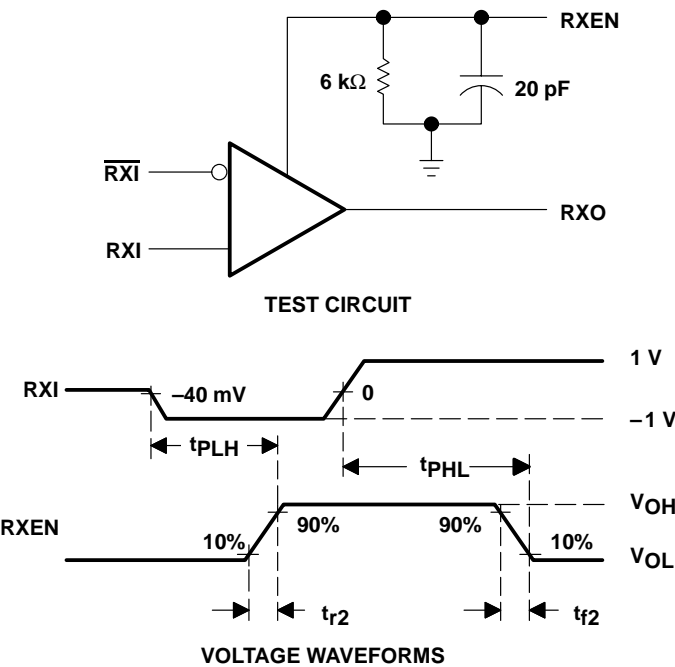 RXEN
6 kΩ
20 pF
R̅X̅I̅
RXI
RXO
TEST CIRCUIT
1 V
RXI
–40 mV
0
–1 V
tPLH
tPHL
VOH
RXEN
10%
90%
90%
10%
VOL
tr2
tf2
VOLTAGE WAVEFORMS